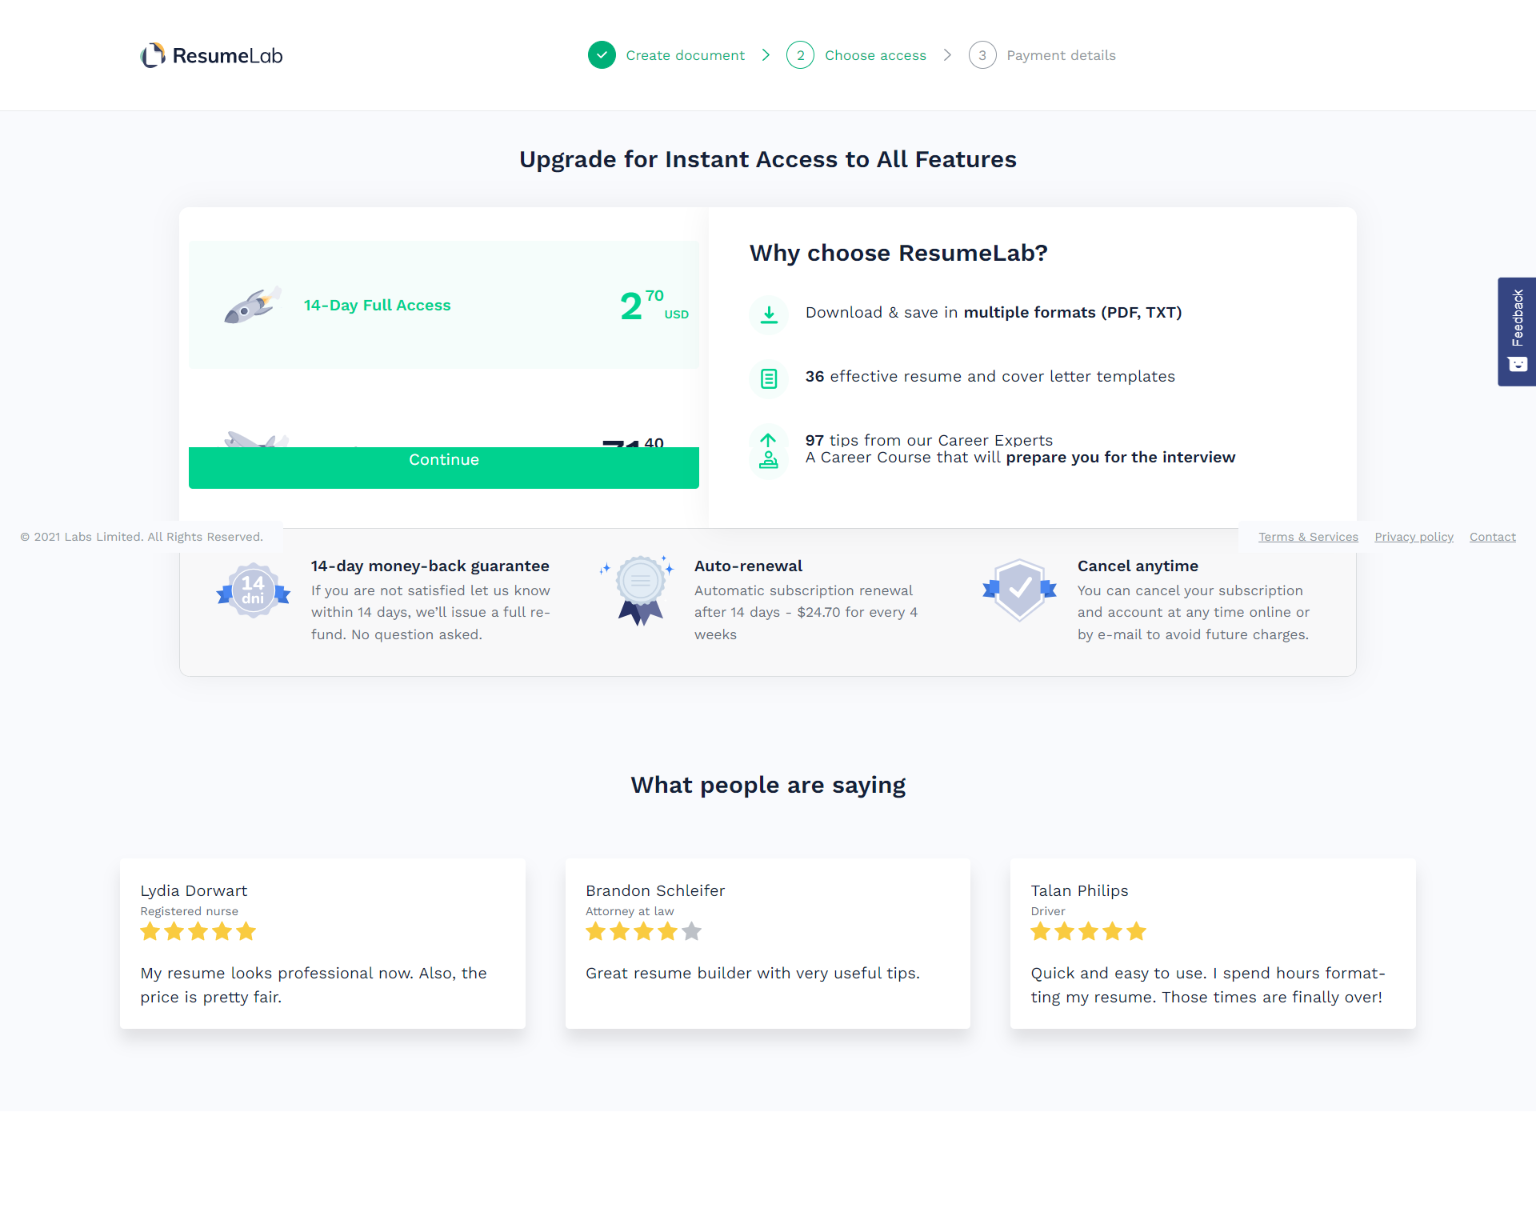 ResumeLab
Create document
2 Choose access
3 Payment details
Upgrade for Instant Access to All Features
14-Day Full Access
2 70 USD
71 40
Continue
Why choose ResumeLab?
Download & save in multiple formats (PDF, TXT)
36 effective resume and cover letter templates
97 tips from our Career Experts
A Career Course that will prepare you for the interview
Feedback
© 2021 Labs Limited. All Rights Reserved.
Terms & Services Privacy policy Contact
14 dni
14-day money-back guarantee
If you are not satisfied let us know
within 14 days, we’ll issue a full re-
fund. No question asked.
Auto-renewal
Automatic subscription renewal
after 14 days - $24.70 for every 4
weeks
Cancel anytime
You can cancel your subscription
and account at any time online or
by e-mail to avoid future charges.
What people are saying
Lydia Dorwart
Registered nurse
My resume looks professional now. Also, the
price is pretty fair.
Brandon Schleifer
Attorney at law
Great resume builder with very useful tips.
Talan Philips
Driver
Quick and easy to use. I spend hours format-
ting my resume. Those times are finally over!